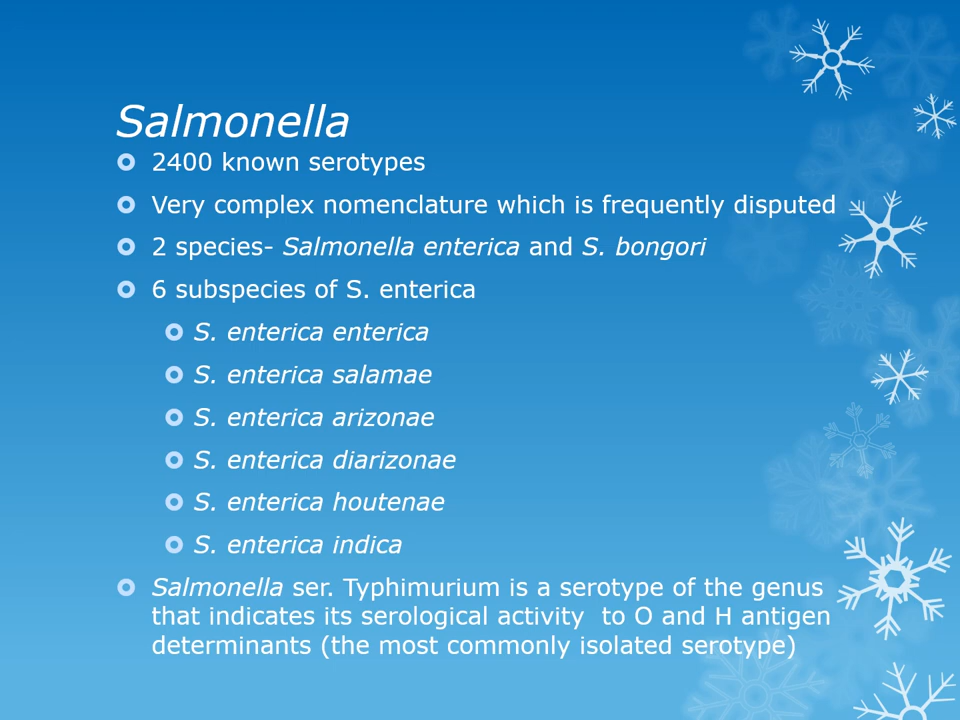 Salmonella
2400 known serotypes
Very complex nomenclature which is frequently disputed
2 species- Salmonella enterica and S. bongori
6 subspecies of S. enterica
S. enterica enterica
S. enterica salamae
S. enterica arizonae
S. enterica diarizonae
S. enterica houtenae
S. enterica indica
Salmonella ser. Typhimurium is a serotype of the genus
that indicates its serological activity  to O and H antigen
determinants (the most commonly isolated serotype)